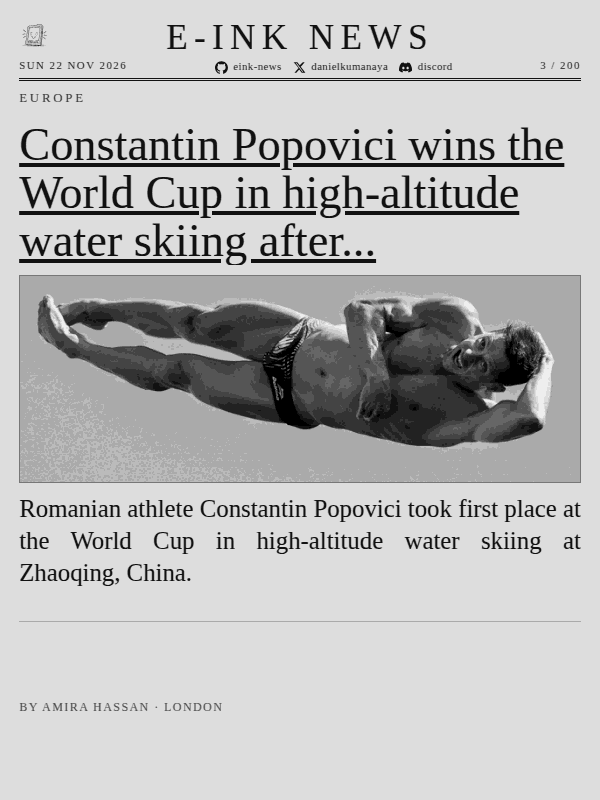 E-INK NEWS
SUN 22 NOV 2026
eink-news danielkumanaya discord
3 / 200
EUROPE
Constantin Popovici wins the
World Cup in high-altitude
water skiing after...
Romanian athlete Constantin Popovici took first place at
the World Cup in high-altitude water skiing at
Zhaoqing, China.
BY AMIRA HASSAN · LONDON